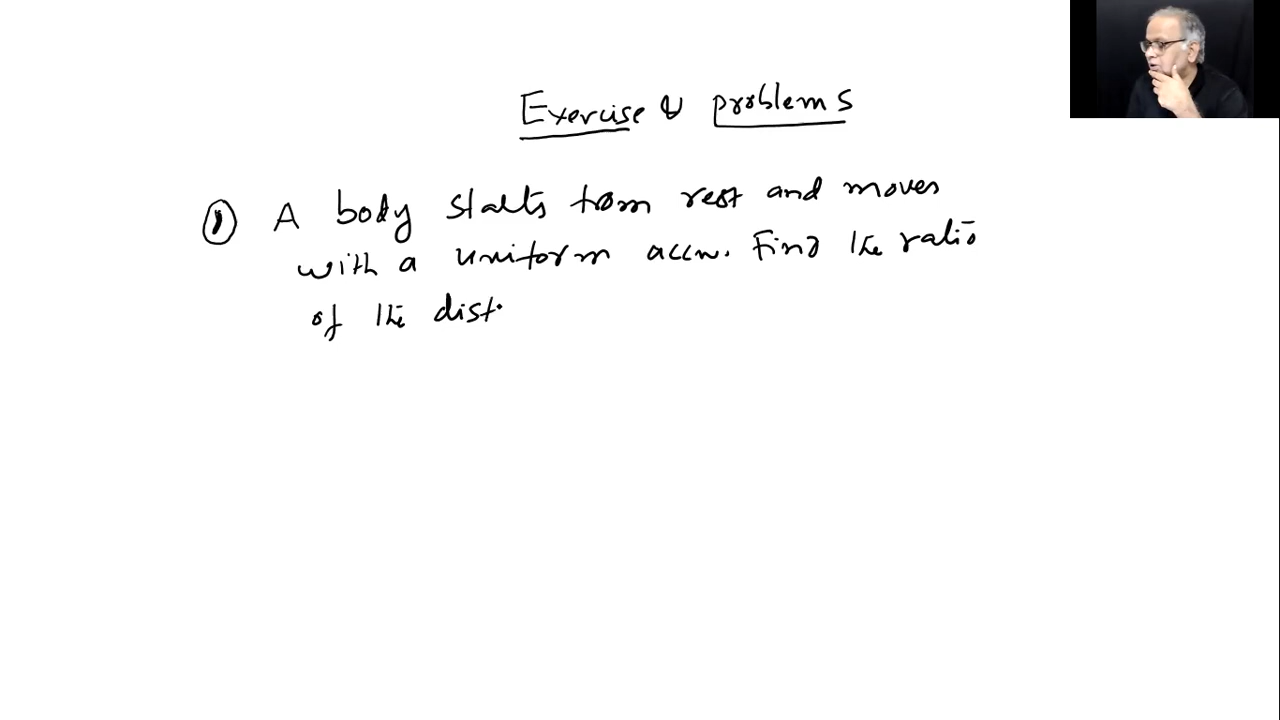 Exercise & problems
① A body starts from rest and moves
with a uniform accn. Find the ratio
of the dist.